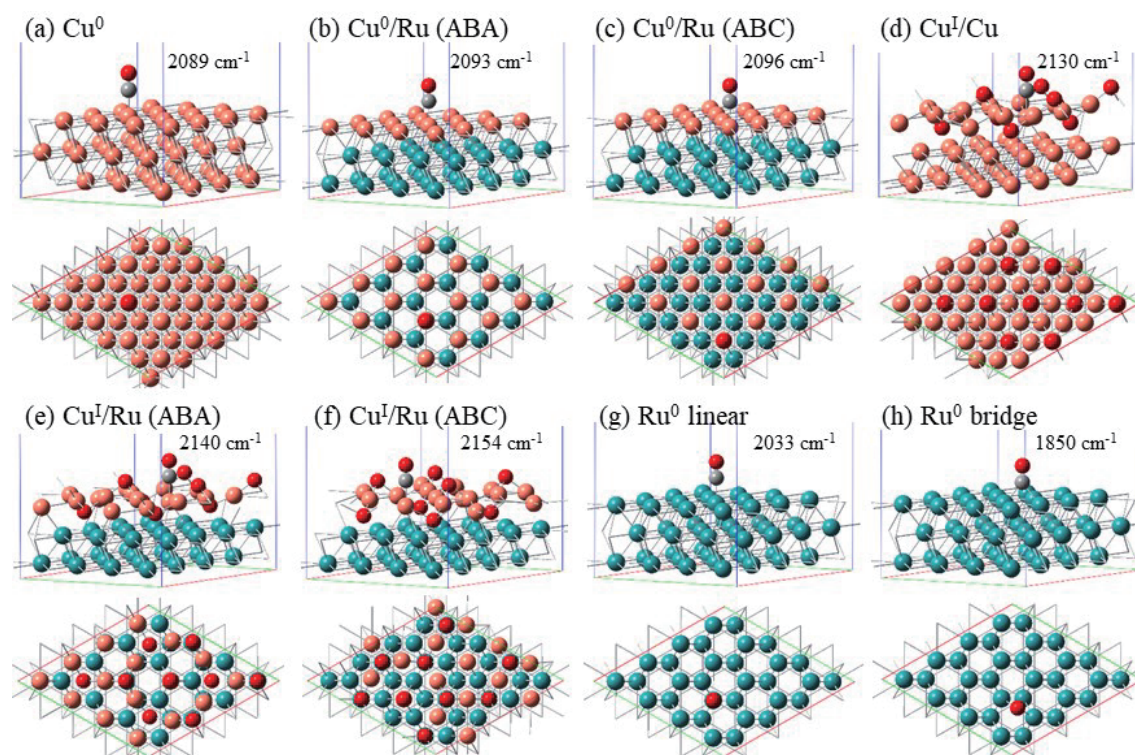 (a) Cu⁰
2089 cm⁻¹
(b) Cu⁰/Ru (ABA)
2093 cm⁻¹
(c) Cu⁰/Ru (ABC)
2096 cm⁻¹
(d) Cuᴵ/Cu
2130 cm⁻¹
(e) Cuᴵ/Ru (ABA)
2140 cm⁻¹
(f) Cuᴵ/Ru (ABC)
2154 cm⁻¹
(g) Ru⁰ linear
2033 cm⁻¹
(h) Ru⁰ bridge
1850 cm⁻¹